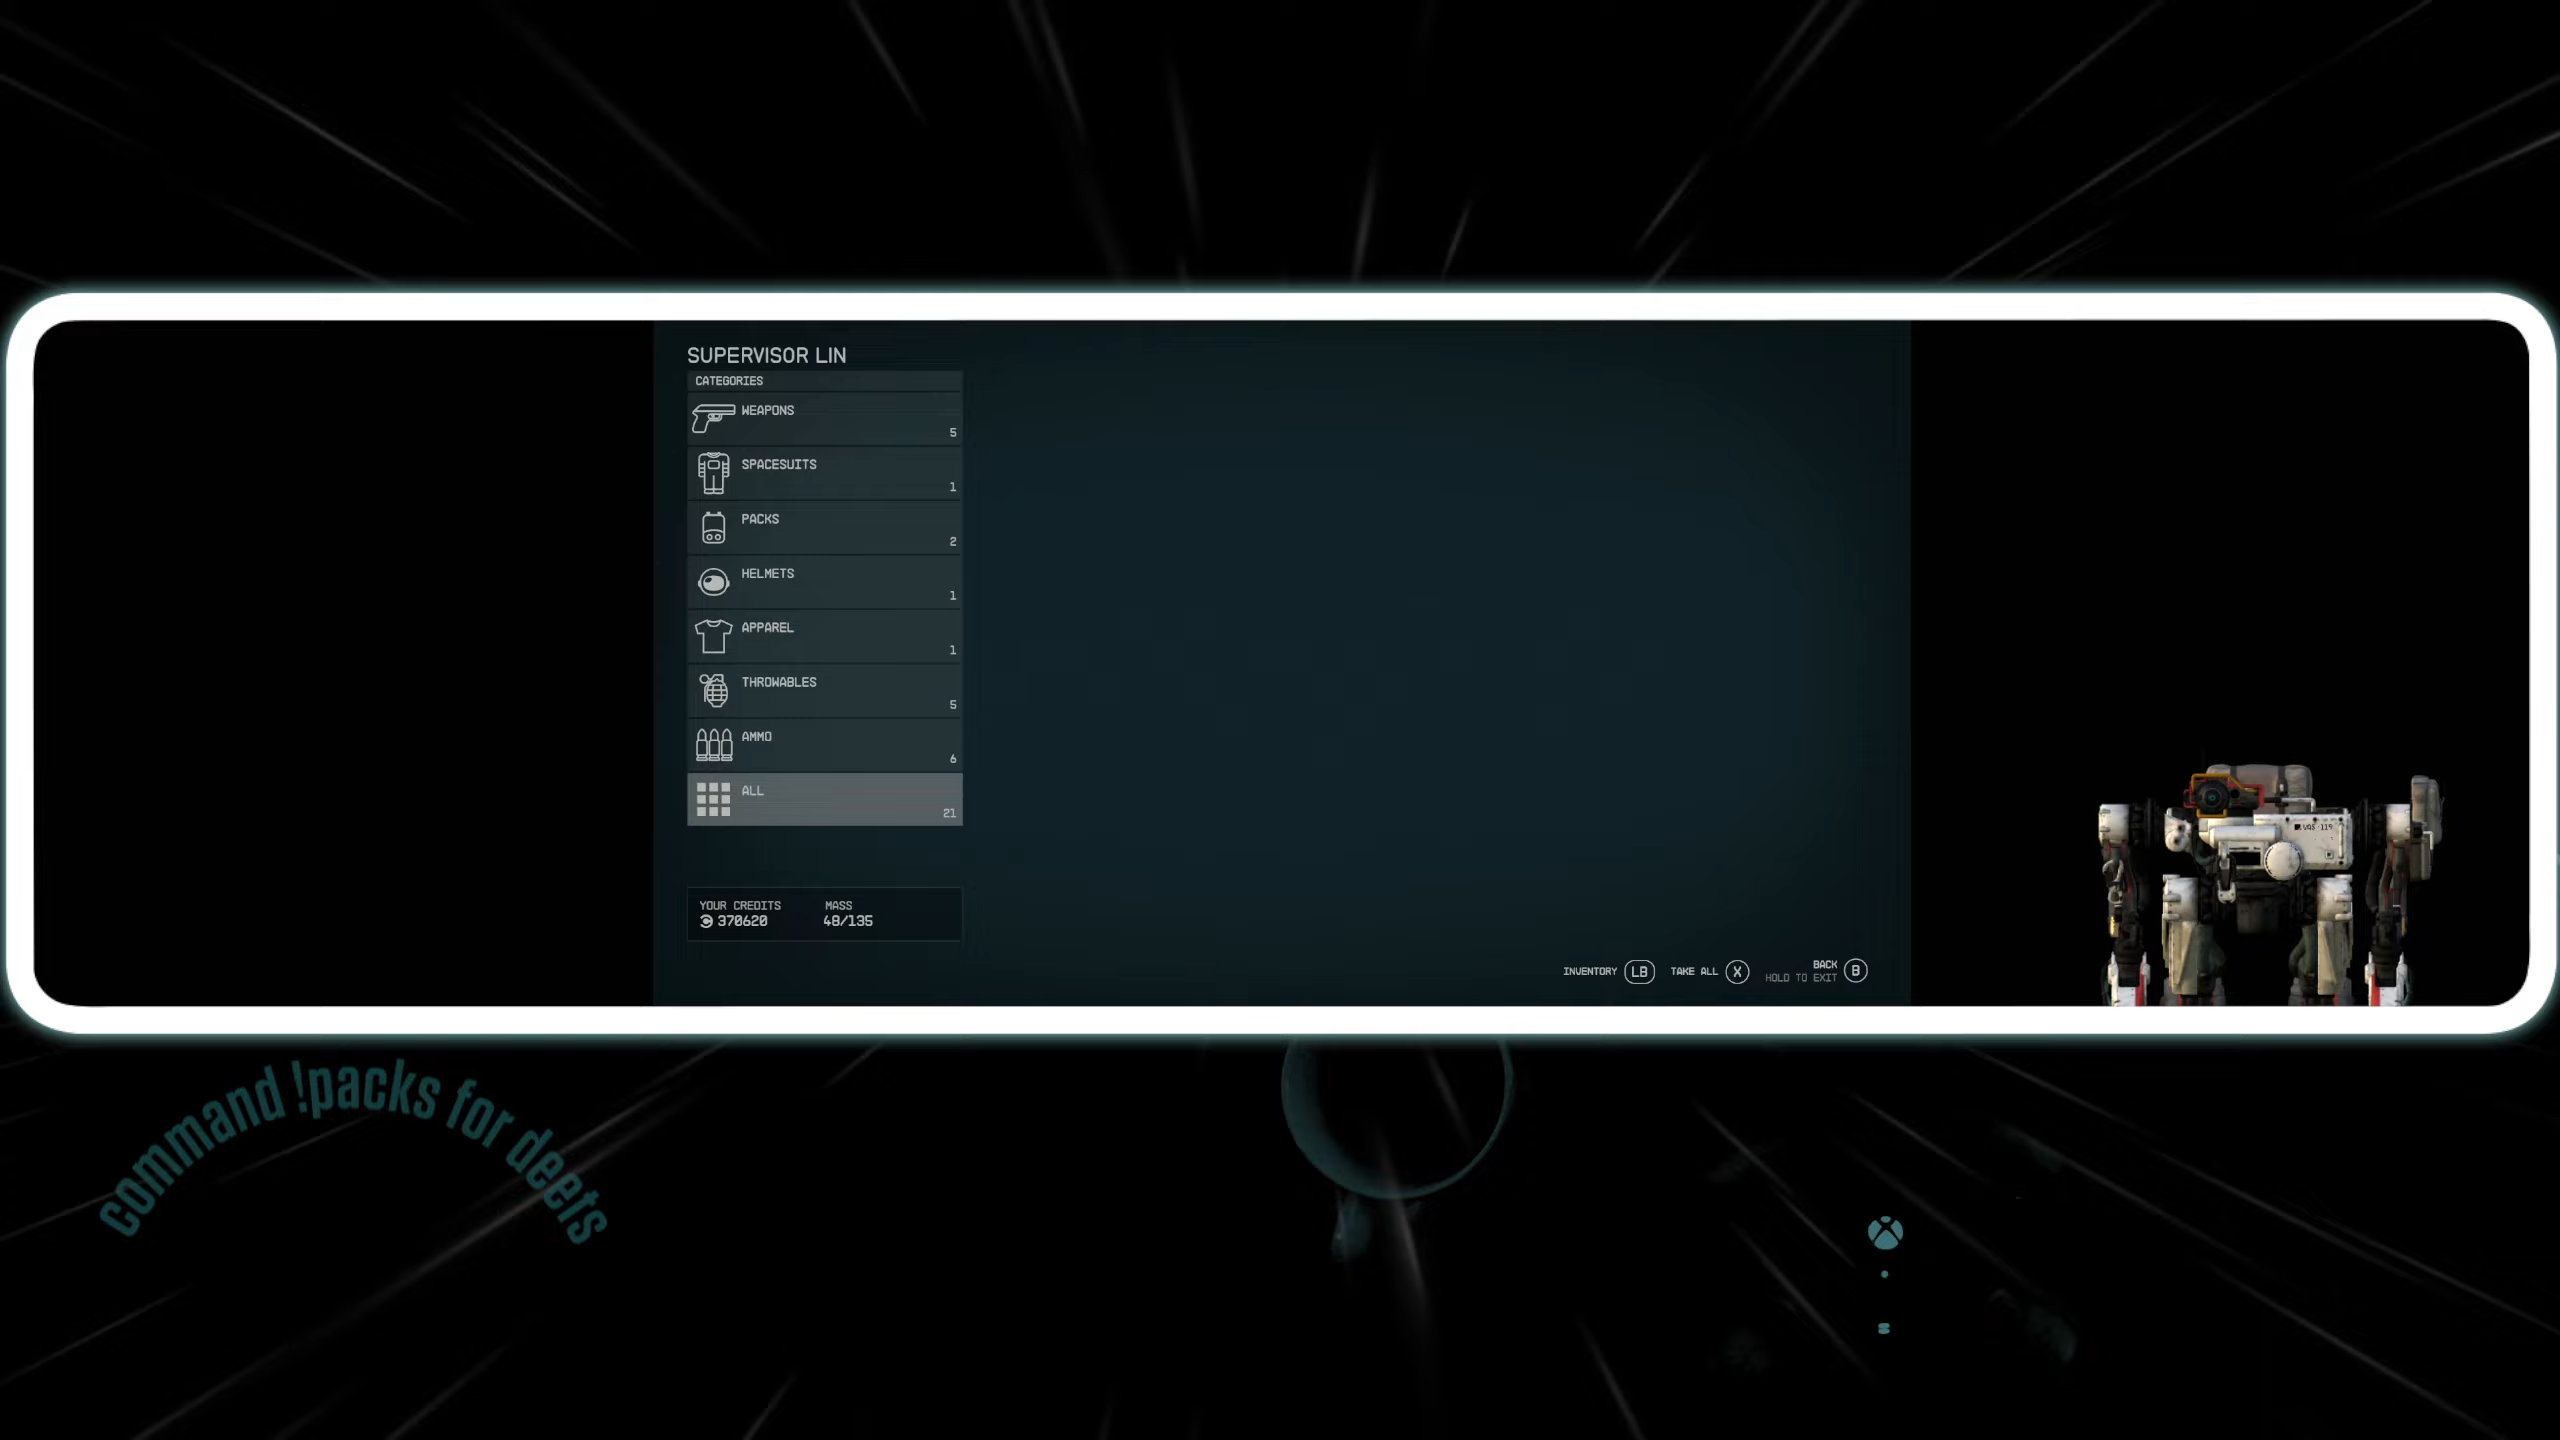 SUPERVISOR LIN
CATEGORIES
WEAPONS
5
SPACESUITS
1
PACKS
2
HELMETS
1
APPAREL
1
THROWABLES
5
AMMO
6
ALL
21
YOUR CREDITS
370620
MASS
48/135
INVENTORY LB
TAKE ALL X
BACK B
HOLD TO EXIT
command !packs for deets